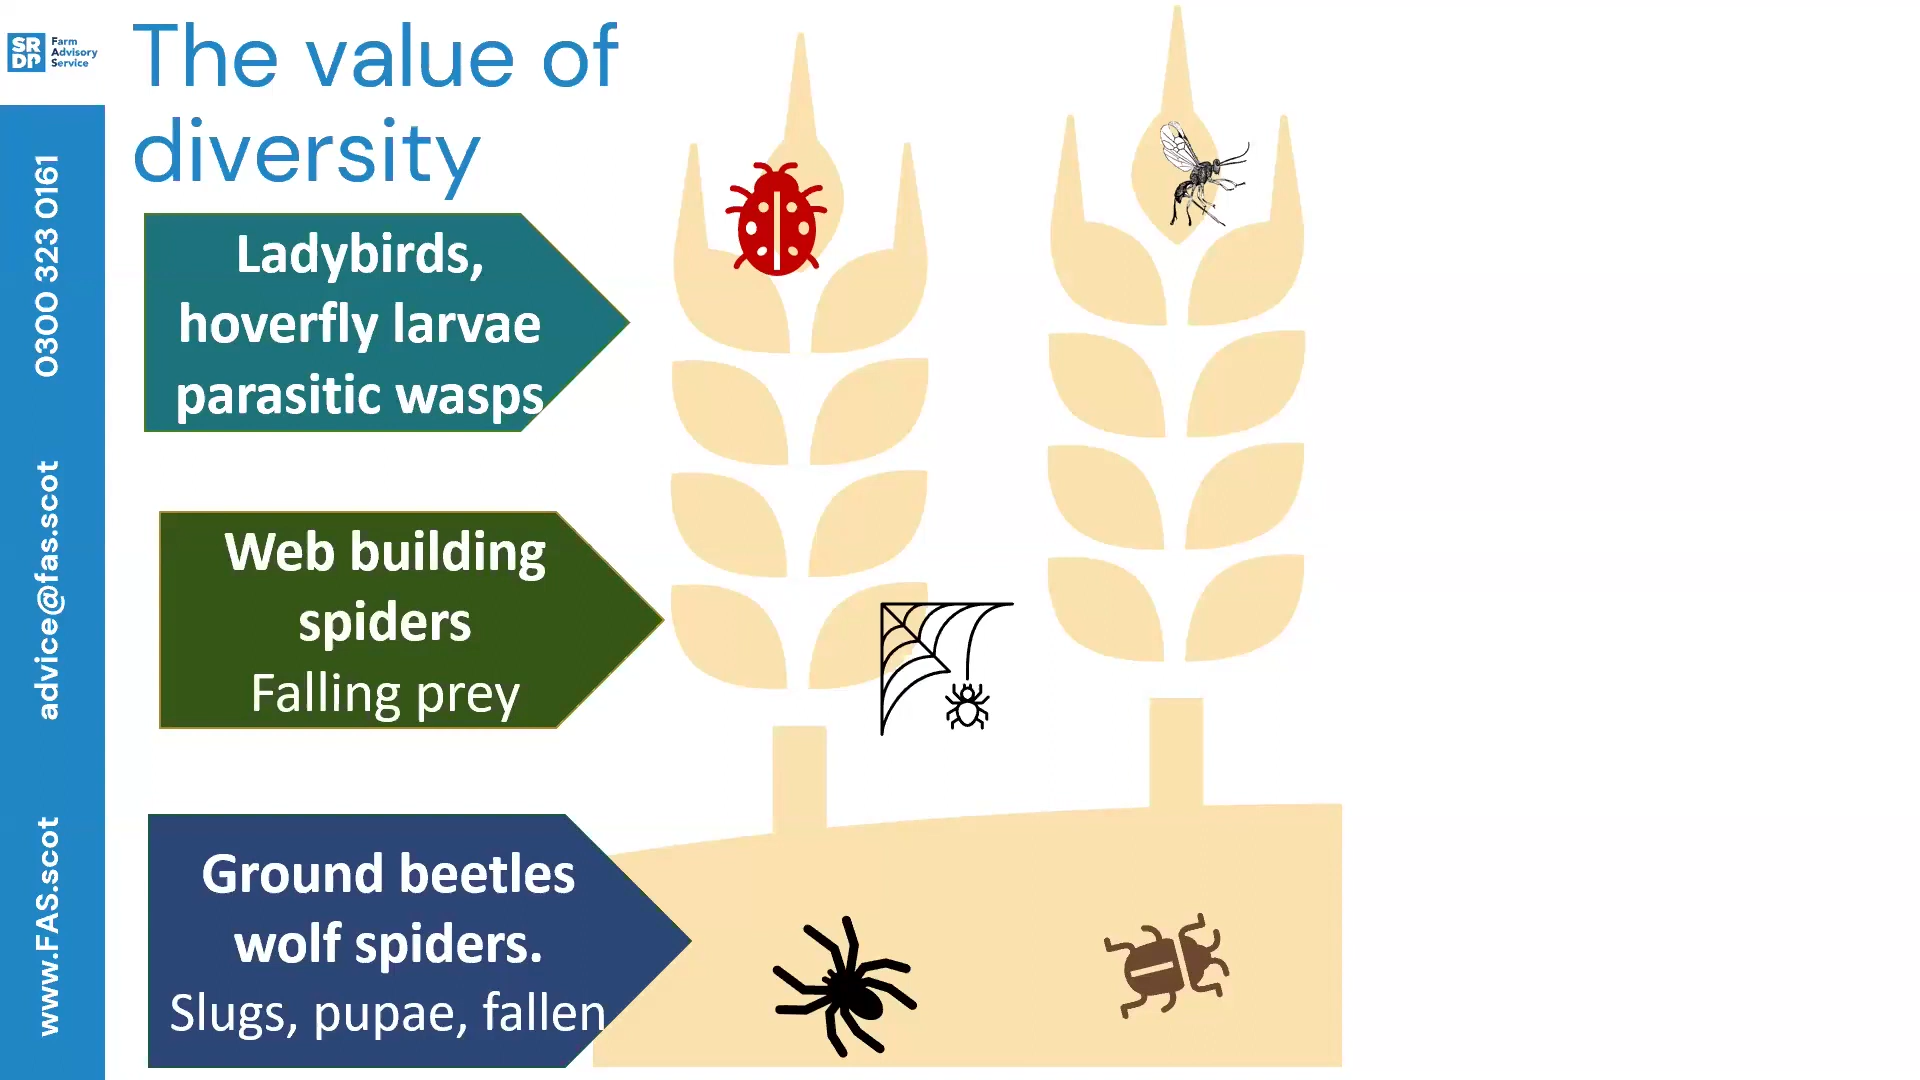 SR
DP
Farm
Advisory
Service
The value of
diversity
0300 323 0161
advice@fas.scot
www.FAS.scot
Ladybirds,
hoverfly larvae
parasitic wasps
Web building
spiders
Falling prey
Ground beetles
wolf spiders.
Slugs, pupae, fallen